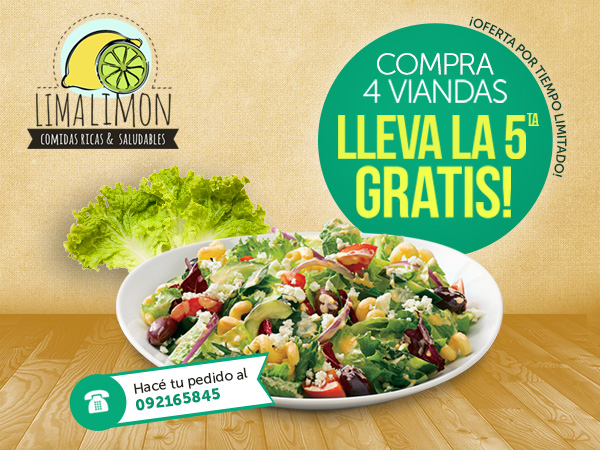 LIMALIMON
COMIDAS RICAS & SALUDABLES
COMPRA
4 VIANDAS
LLEVA LA 5TA
GRATIS!
¡OFERTA POR TIEMPO LIMITADO!
Hacé tu pedido al
092165845